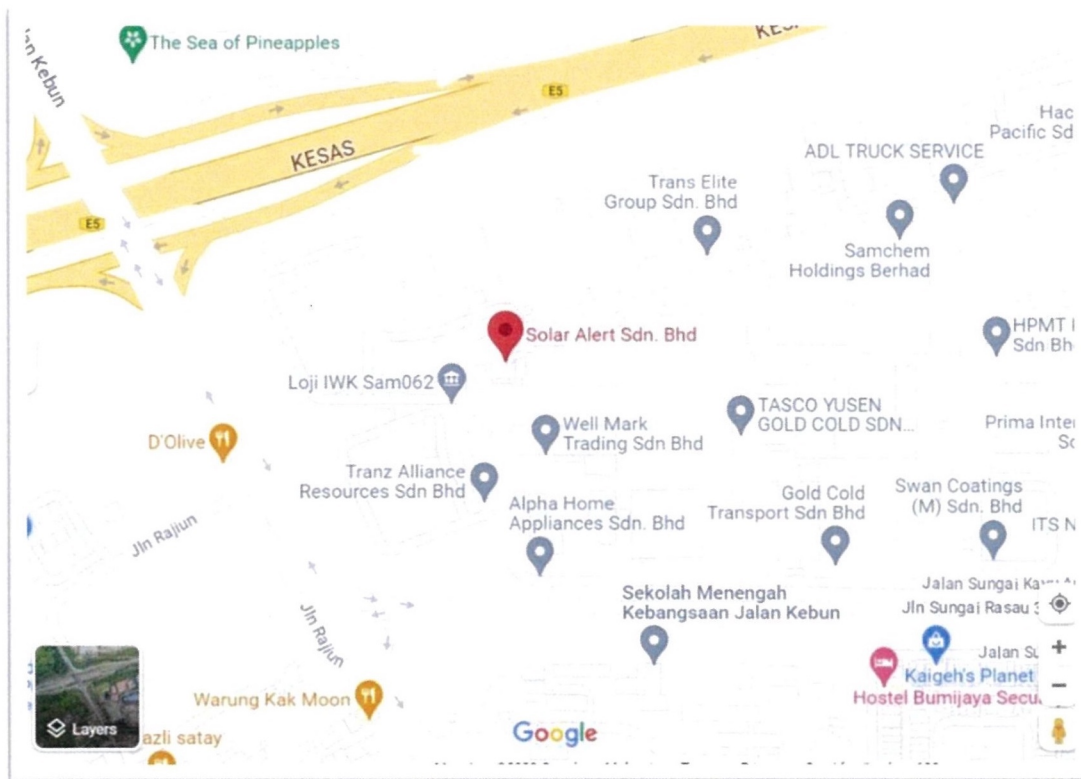 The Sea of Pineapples
Kebun
KESAS
E5
KESAS
E5
Pacific
ADL TRUCK SERVICE
Trans Elite
Group Sdn. Bhd
Samchem
Holdings Berhad
Solar Alert Sdn. Bhd
HPMT
Sdn
Loji IWK Sam062
TASCO YUSEN
GOLD COLD SDN...
Well Mark
Trading Sdn Bhd
Prima
D'Olive
Tranz Alliance
Resources Sdn Bhd
Alpha Home
Appliances Sdn. Bhd
Gold Cold
Transport Sdn Bhd
Swan Coatings
(M) Sdn. Bhd
ITS
Jln Rajiun
Jalan Sungai
Sekolah Menengah
Kebangsaan Jalan Kebun
Jln Sungai Rasau
Jln Rajiun
Jalan
Kaigeh's Planet
Hostel Bumijaya
Warung Kak Moon
Layers
satay
Google